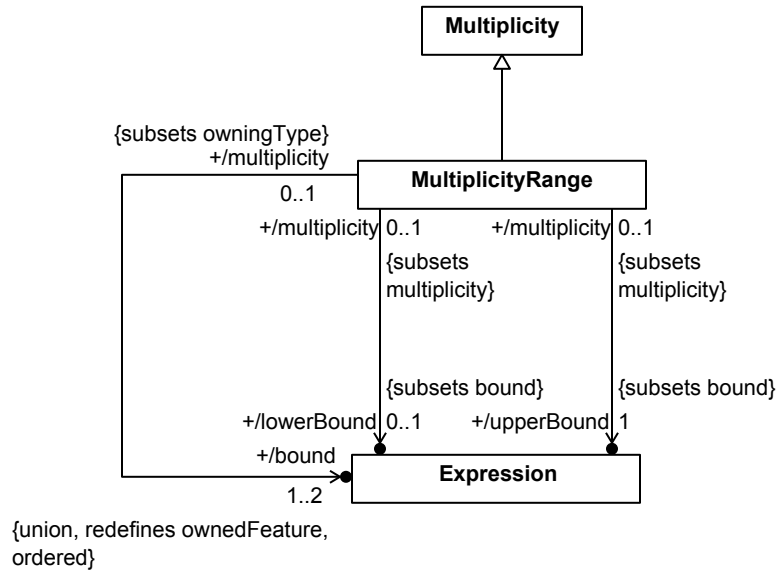 Multiplicity
{subsets owningType}
+/multiplicity
0..1
MultiplicityRange
+/multiplicity 0..1
{subsets
multiplicity}
+/multiplicity 0..1
{subsets
multiplicity}
{subsets bound}
+/lowerBound 0..1
{subsets bound}
+/upperBound 1
+/bound
1..2
Expression
{union, redefines ownedFeature,
ordered}